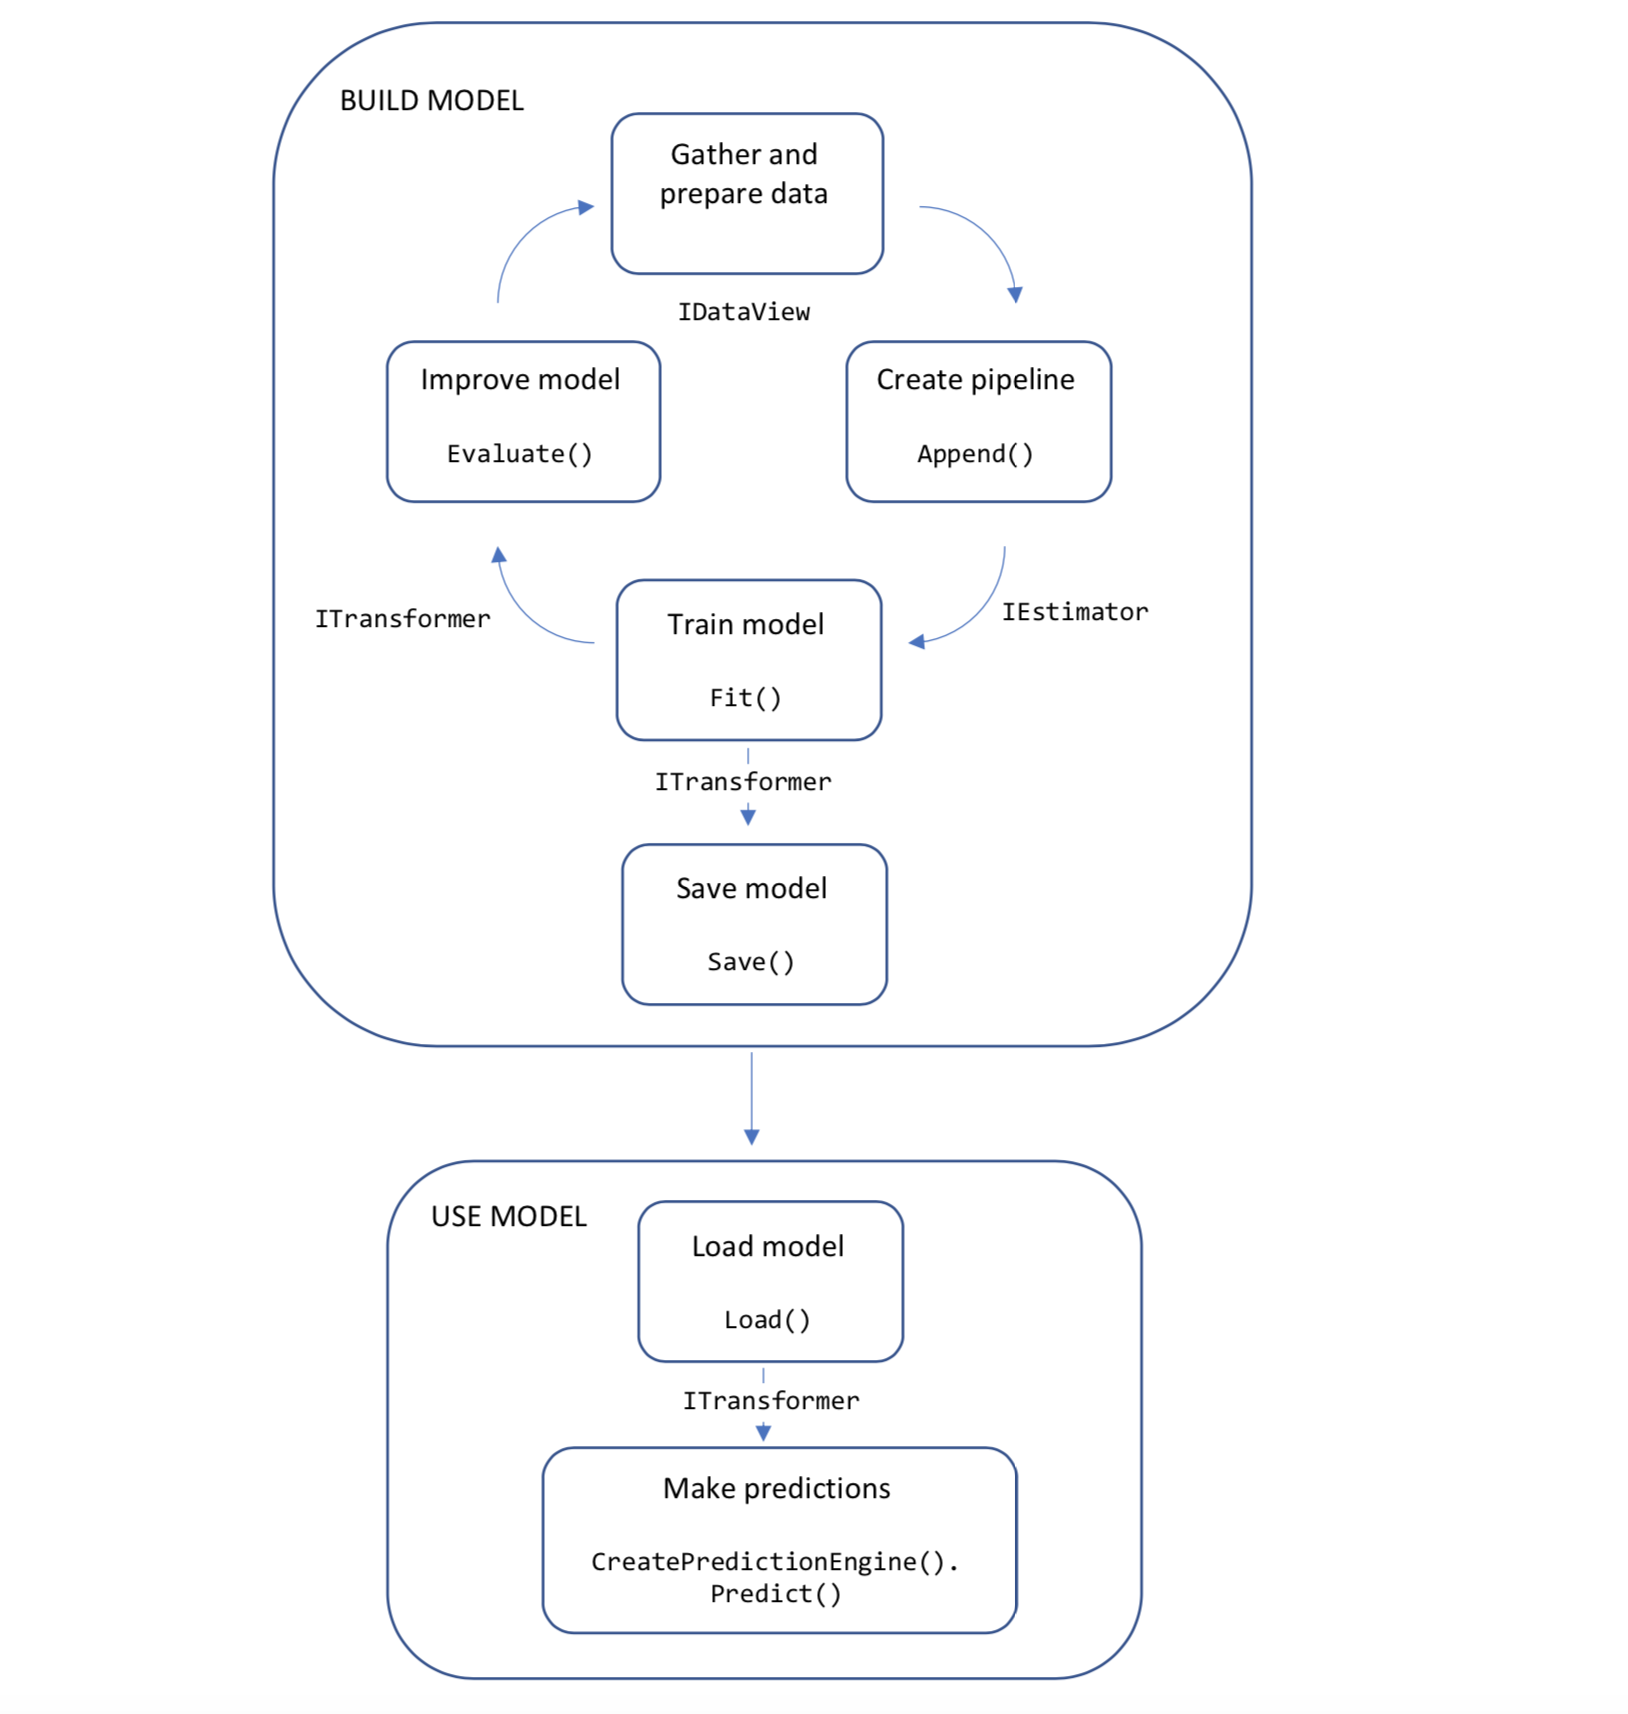 BUILD MODEL
Gather and
prepare data
IDataView
Improve model
Evaluate()
Create pipeline
Append()
ITransformer
IEstimator
Train model
Fit()
ITransformer
Save model
Save()
USE MODEL
Load model
Load()
ITransformer
Make predictions
CreatePredictionEngine().
Predict()